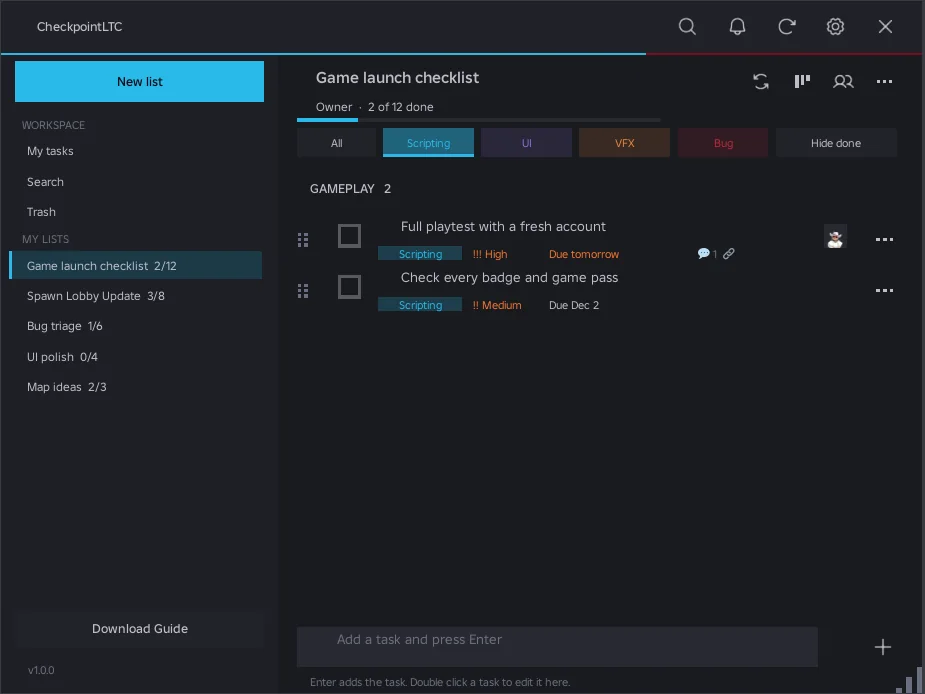 CheckpointLTC
New list
WORKSPACE
My tasks
Search
Trash
MY LISTS
Game launch checklist 2/12
Spawn Lobby Update 3/8
Bug triage 1/6
UI polish 0/4
Map ideas 2/3
Download Guide
v1.0.0
Game launch checklist
Owner · 2 of 12 done
All Scripting UI VFX Bug Hide done
GAMEPLAY 2
Full playtest with a fresh account
Scripting !!! High Due tomorrow 1
Check every badge and game pass
Scripting !! Medium Due Dec 2
Add a task and press Enter
Enter adds the task. Double click a task to edit it here.